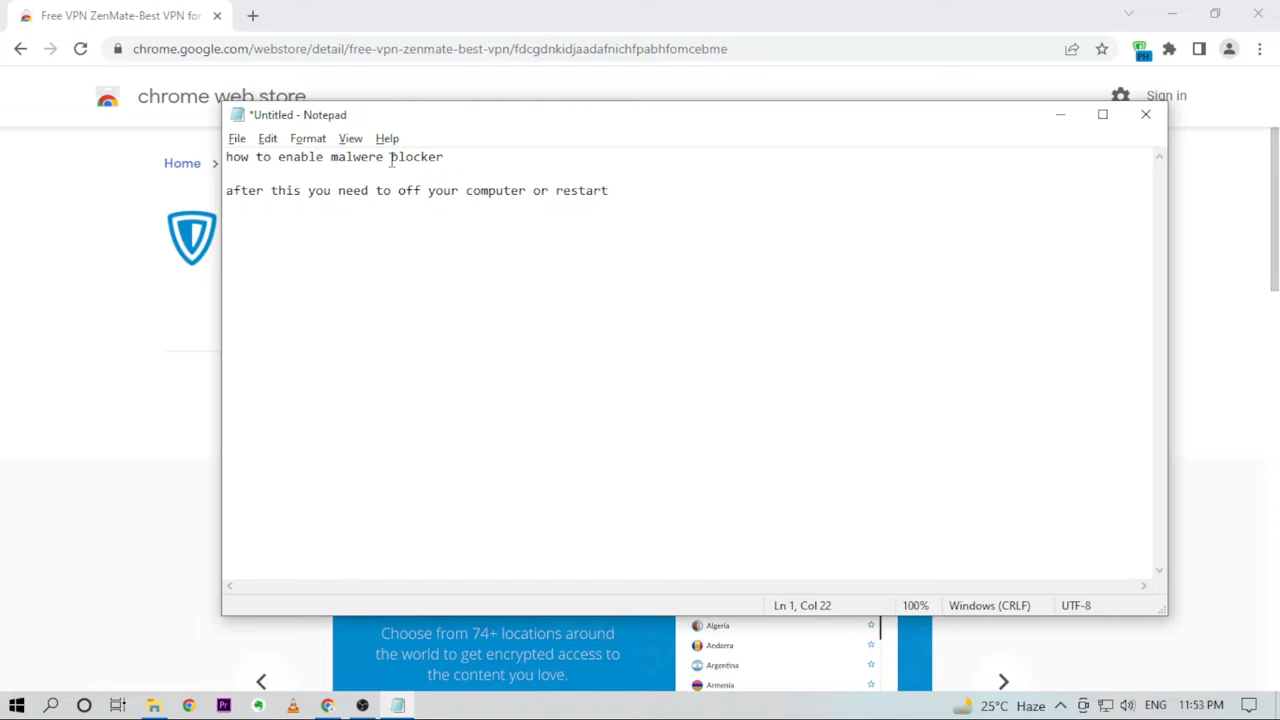 Free VPN ZenMate-Best VPN for
chrome.google.com/webstore/detail/free-vpn-zenmate-best-vpn/fdcgdnkidjaadafnichfpabhfomcebme
PH
chrome web store
Sign in
*Untitled - Notepad
File Edit Format View Help
Home
how to enable malwere blocker
after this you need to off your computer or restart
Ln 1, Col 22
100%
Windows (CRLF)
UTF-8
Choose from 74+ locations around
the world to get encrypted access to
the content you love.
Algeria
Andorra
Argentina
Armenia
Pr
25°C Haze
ENG
11:53 PM